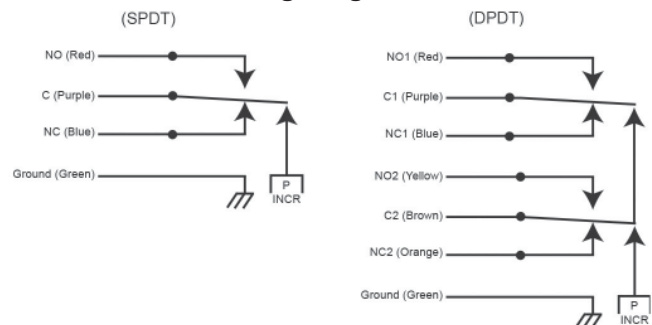 (SPDT)
NO (Red)
C (Purple)
NC (Blue)
Ground (Green)
P
INCR
(DPDT)
NO1 (Red)
C1 (Purple)
NC1 (Blue)
NO2 (Yellow)
C2 (Brown)
NC2 (Orange)
Ground (Green)
P
INCR